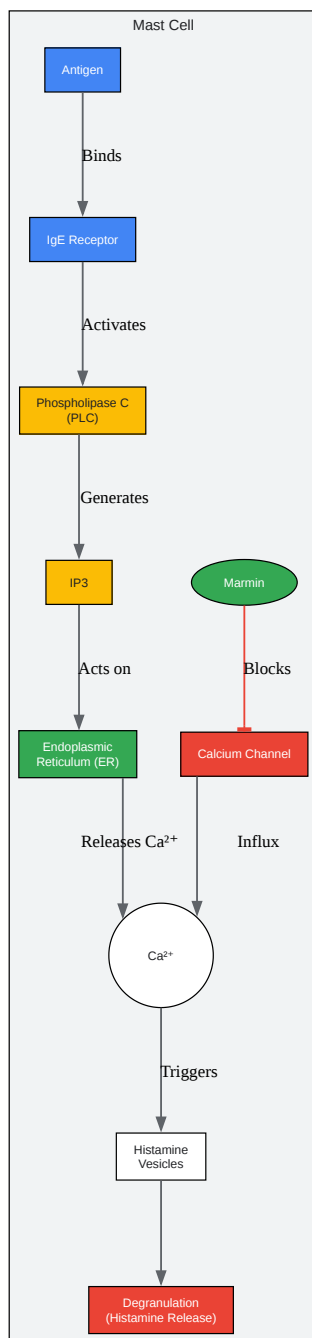 Mast Cell
Antigen
Binds
IgE Receptor
Activates
Phospholipase C
(PLC)
Generates
IP3
Marmin
Acts on
Blocks
Endoplasmic
Reticulum (ER)
Calcium Channel
Releases Ca²⁺
Influx
Ca²⁺
Triggers
Histamine
Vesicles
Degranulation
(Histamine Release)